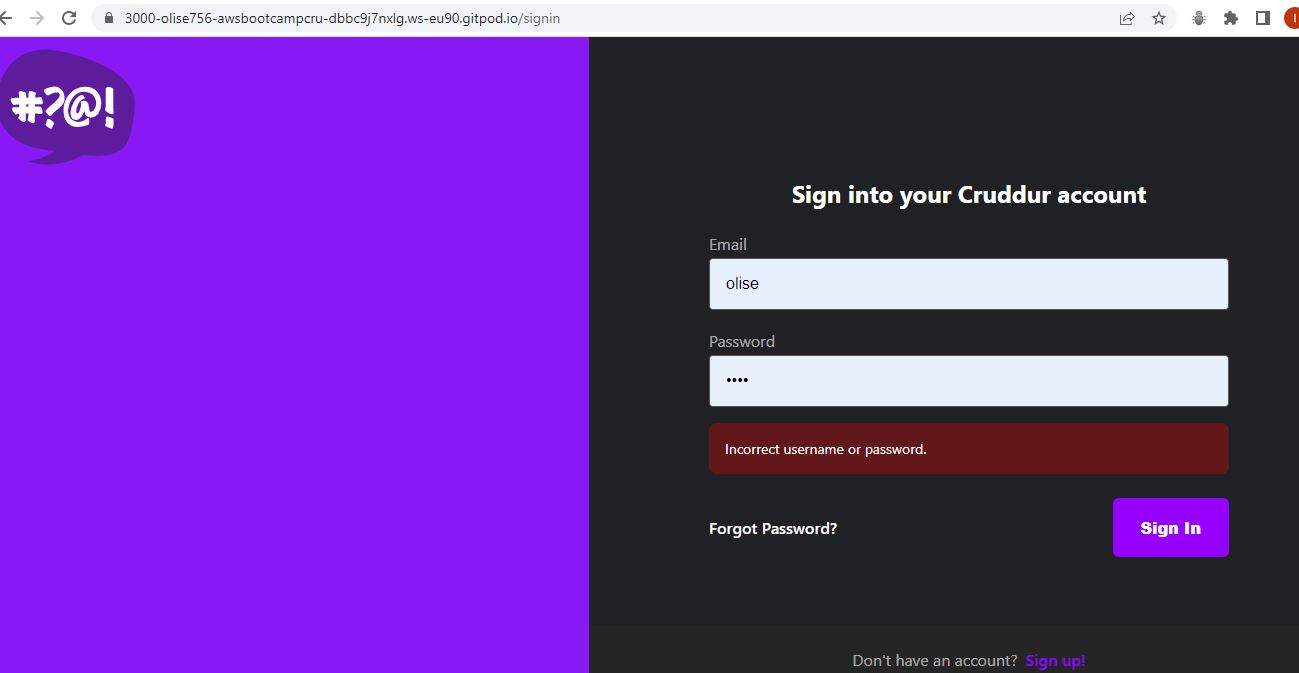 3000-olise756-awsbootcampcru-dbbc9j7nxlg.ws-eu90.gitpod.io/signin
I
#?@!
Sign into your Cruddur account
Email
olise
Password
••••
Incorrect username or password.
Forgot Password?
Sign In
Don't have an account? Sign up!